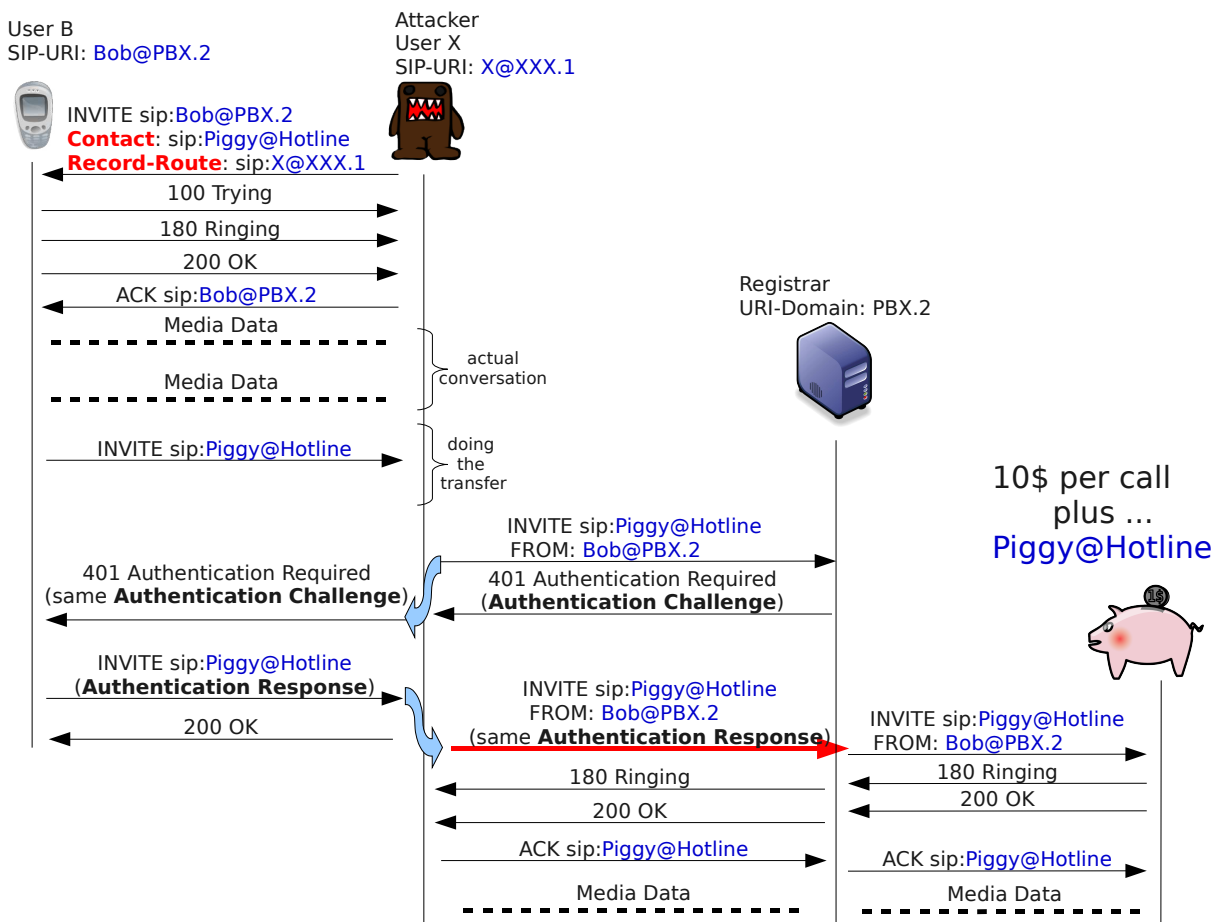 User B
SIP-URI: Bob@PBX.2
Attacker
User X
SIP-URI: X@XXX.1
INVITE sip:Bob@PBX.2
Contact: sip:Piggy@Hotline
Record-Route: sip:X@XXX.1
100 Trying
180 Ringing
200 OK
ACK sip:Bob@PBX.2
Media Data
Media Data
actual
conversation
Registrar
URI-Domain: PBX.2
INVITE sip:Piggy@Hotline
doing
the
transfer
10$ per call
plus ...
Piggy@Hotline
1$
INVITE sip:Piggy@Hotline
FROM: Bob@PBX.2
401 Authentication Required
(Authentication Challenge)
401 Authentication Required
(same Authentication Challenge)
INVITE sip:Piggy@Hotline
(Authentication Response)
200 OK
INVITE sip:Piggy@Hotline
FROM: Bob@PBX.2
(same Authentication Response)
INVITE sip:Piggy@Hotline
FROM: Bob@PBX.2
180 Ringing
200 OK
180 Ringing
200 OK
ACK sip:Piggy@Hotline
ACK sip:Piggy@Hotline
Media Data
Media Data